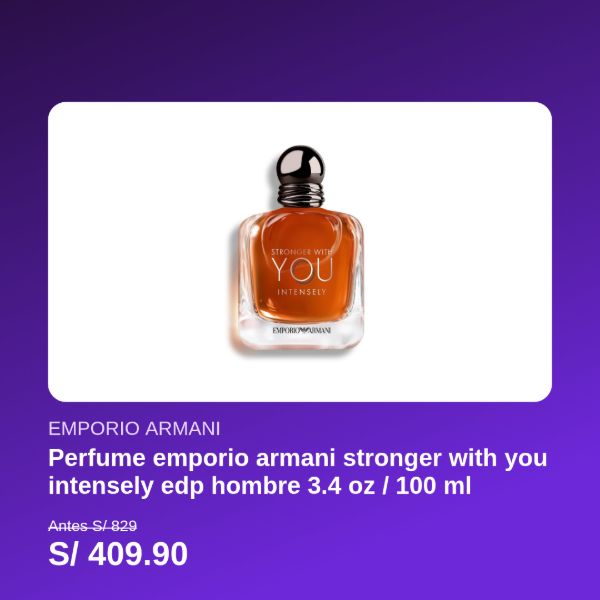 STRONGER WITH
YOU
INTENSELY
EMPORIO ARMANI
EMPORIO ARMANI
Perfume emporio armani stronger with you
intensely edp hombre 3.4 oz / 100 ml
Antes S/ 829
S/ 409.90